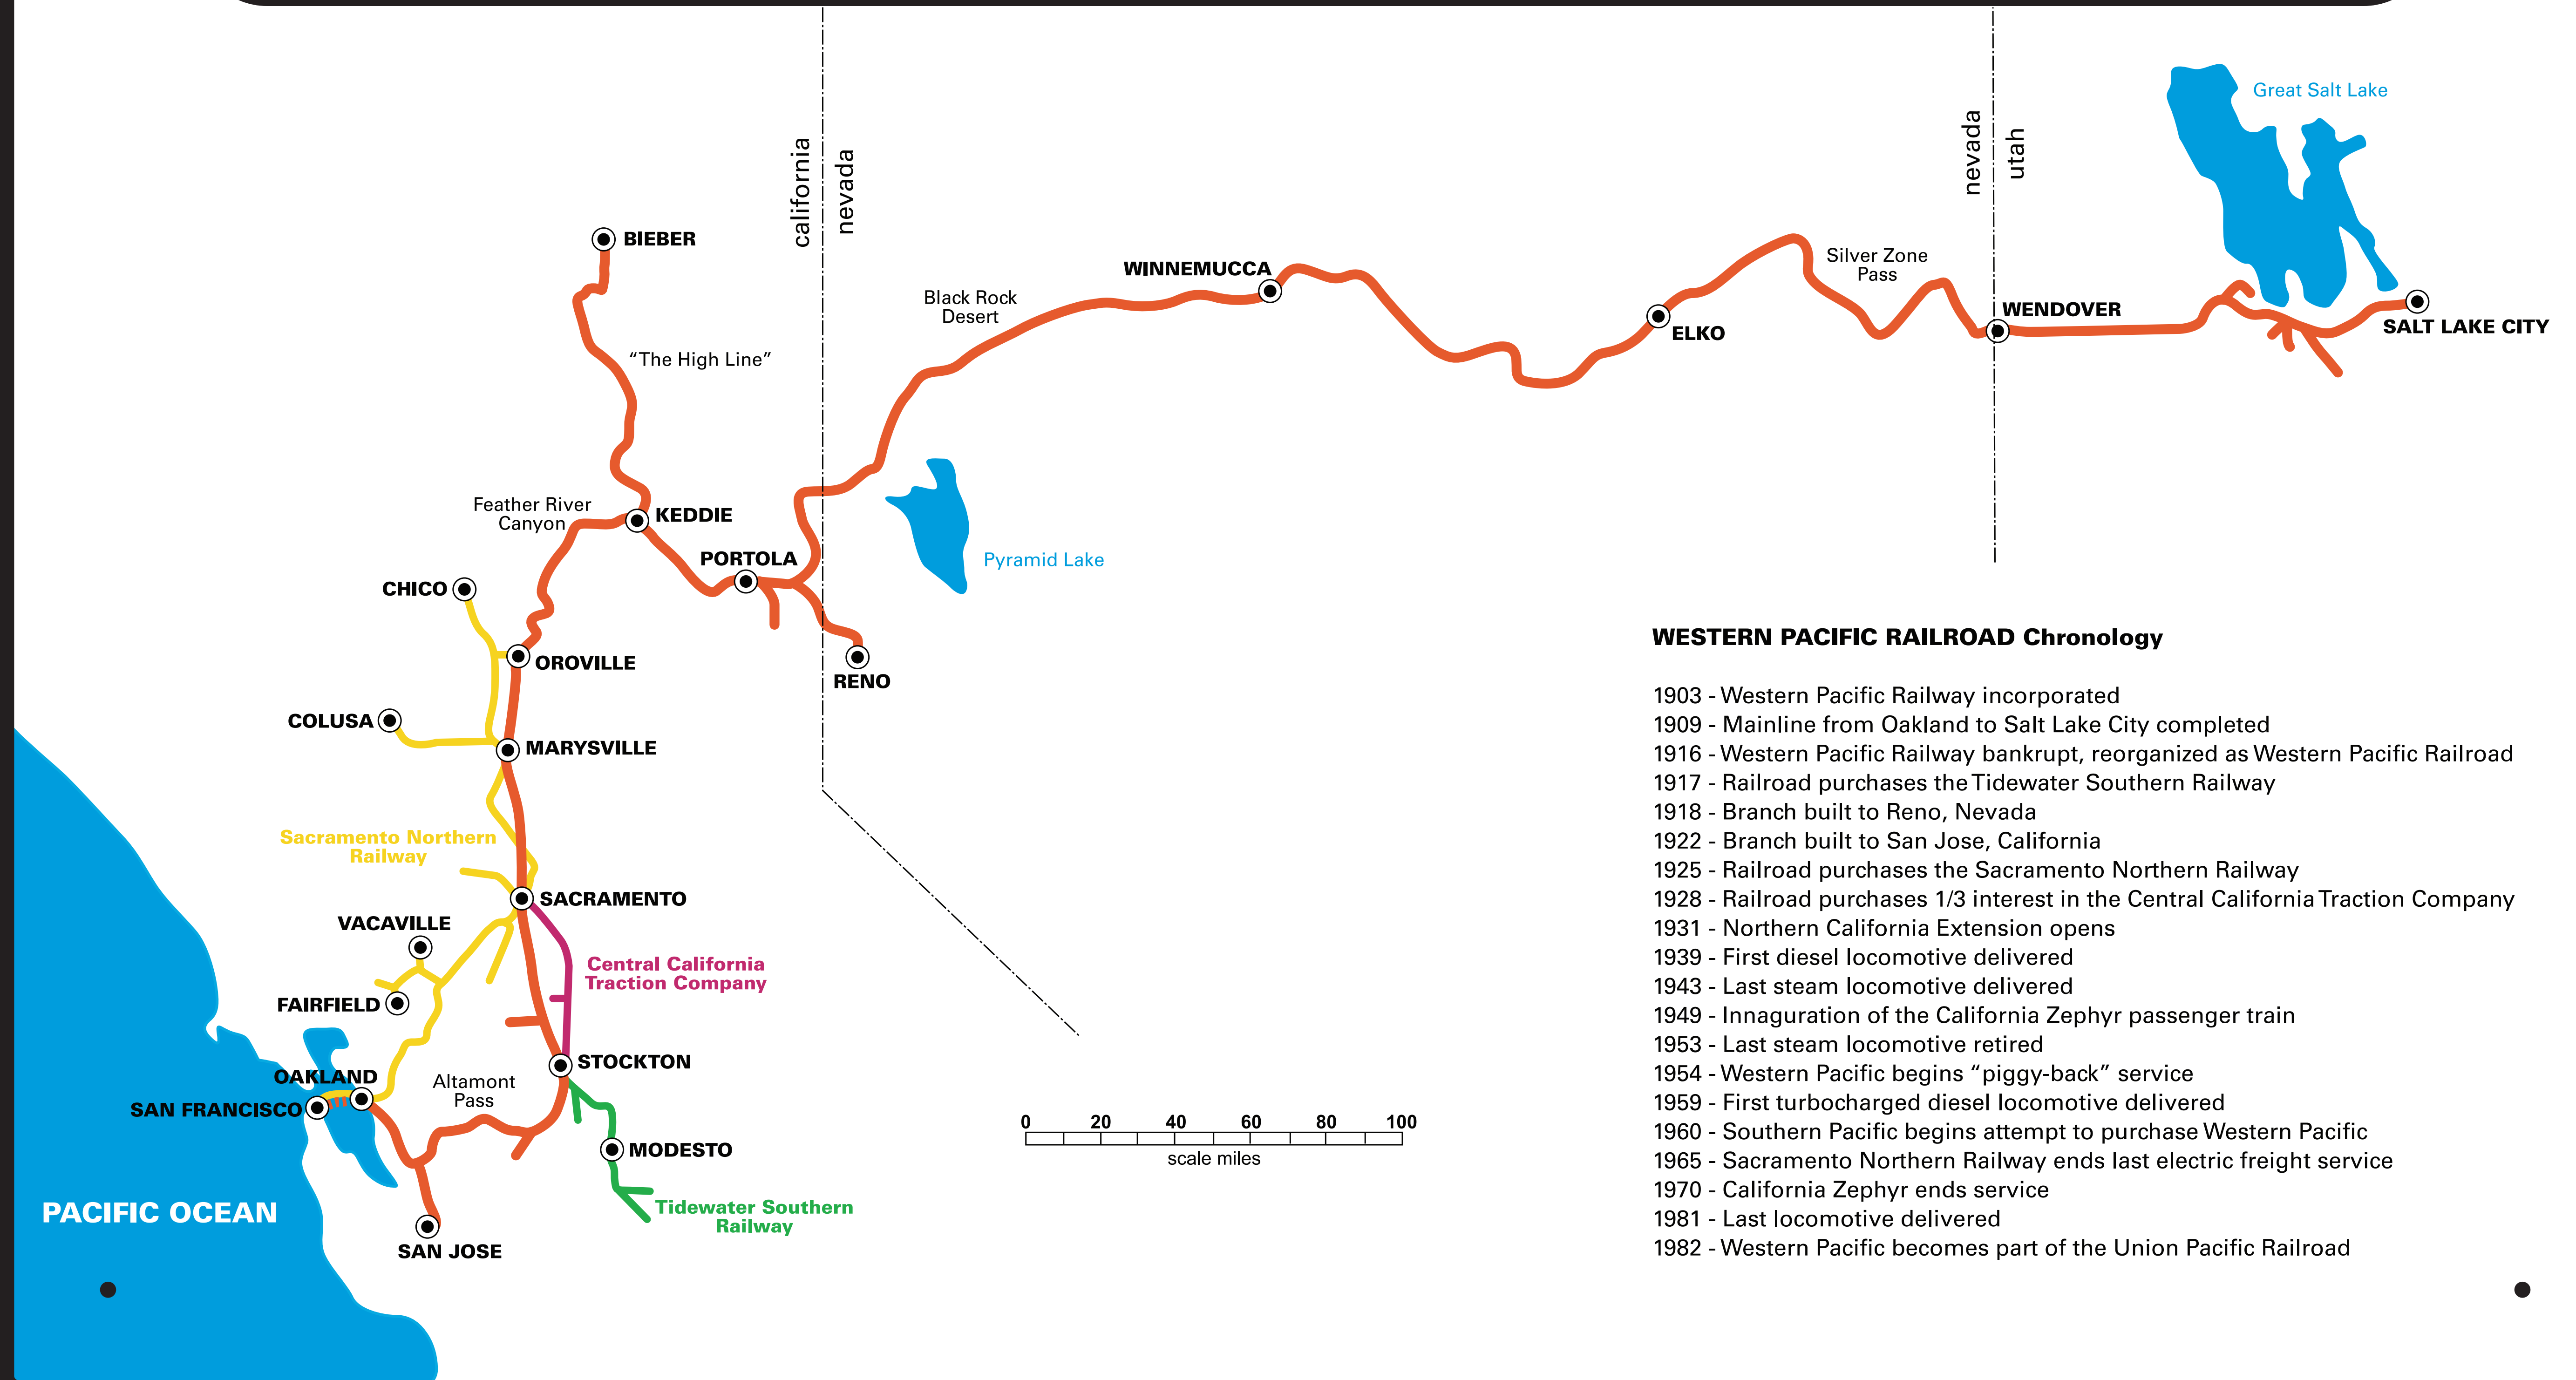 california
nevada
nevada
utah
Great Salt Lake
BIEBER
WINNEMUCCA
Black Rock
Desert
Silver Zone
Pass
WENDOVER
SALT LAKE CITY
ELKO
“The High Line”
Feather River
Canyon
KEDDIE
PORTOLA
Pyramid Lake
CHICO
OROVILLE
RENO
COLUSA
MARYSVILLE
Sacramento Northern
Railway
SACRAMENTO
VACAVILLE
Central California
Traction Company
FAIRFIELD
STOCKTON
OAKLAND
Altamont
Pass
SAN FRANCISCO
MODESTO
Tidewater Southern
Railway
PACIFIC OCEAN
SAN JOSE
0 20 40 60 80 100
scale miles
WESTERN PACIFIC RAILROAD Chronology
1903 - Western Pacific Railway incorporated
1909 - Mainline from Oakland to Salt Lake City completed
1916 - Western Pacific Railway bankrupt, reorganized as Western Pacific Railroad
1917 - Railroad purchases the Tidewater Southern Railway
1918 - Branch built to Reno, Nevada
1922 - Branch built to San Jose, California
1925 - Railroad purchases the Sacramento Northern Railway
1928 - Railroad purchases 1/3 interest in the Central California Traction Company
1931 - Northern California Extension opens
1939 - First diesel locomotive delivered
1943 - Last steam locomotive delivered
1949 - Innaguration of the California Zephyr passenger train
1953 - Last steam locomotive retired
1954 - Western Pacific begins “piggy-back” service
1959 - First turbocharged diesel locomotive delivered
1960 - Southern Pacific begins attempt to purchase Western Pacific
1965 - Sacramento Northern Railway ends last electric freight service
1970 - California Zephyr ends service
1981 - Last locomotive delivered
1982 - Western Pacific becomes part of the Union Pacific Railroad